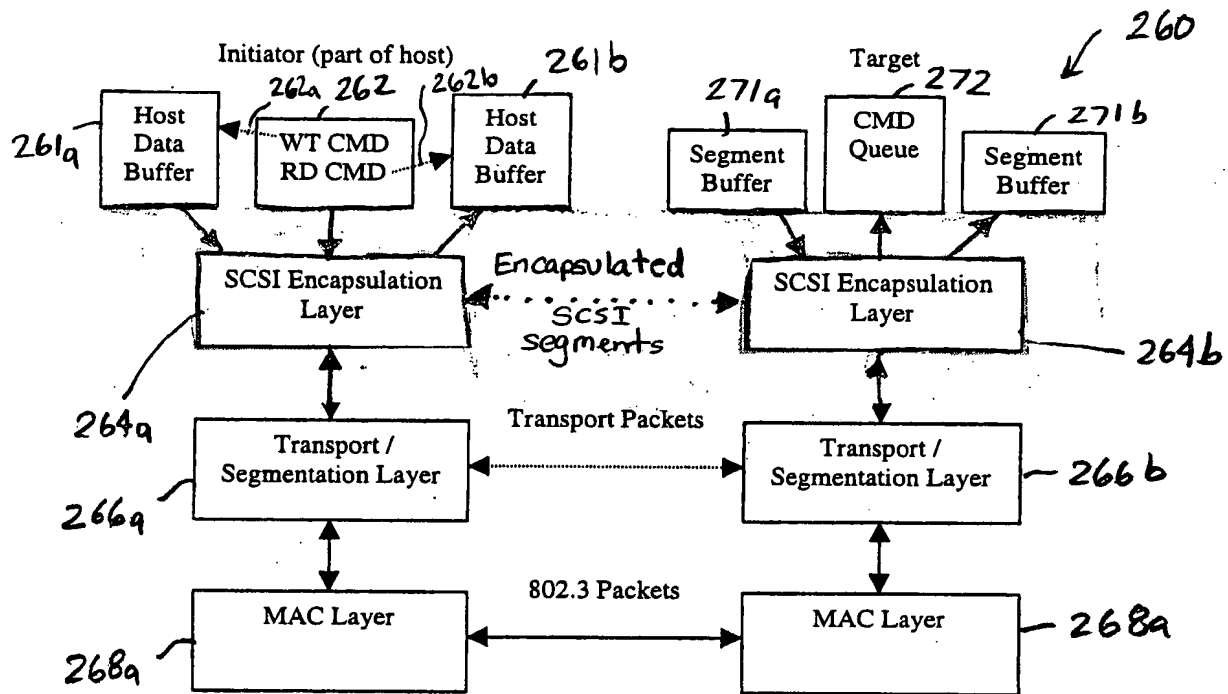 260
Initiator (part of host)
261b
Target
262a
262
262b
271a
272
271b
261a
Host
Data
Buffer
WT CMD
RD CMD
Host
Data
Buffer
Segment
Buffer
CMD
Queue
Segment
Buffer
SCSI Encapsulation
Layer
Encapsulated
SCSI
segments
SCSI Encapsulation
Layer
264a
264b
Transport Packets
Transport /
Segmentation Layer
Transport /
Segmentation Layer
266a
266b
802.3 Packets
MAC Layer
MAC Layer
268a
268a